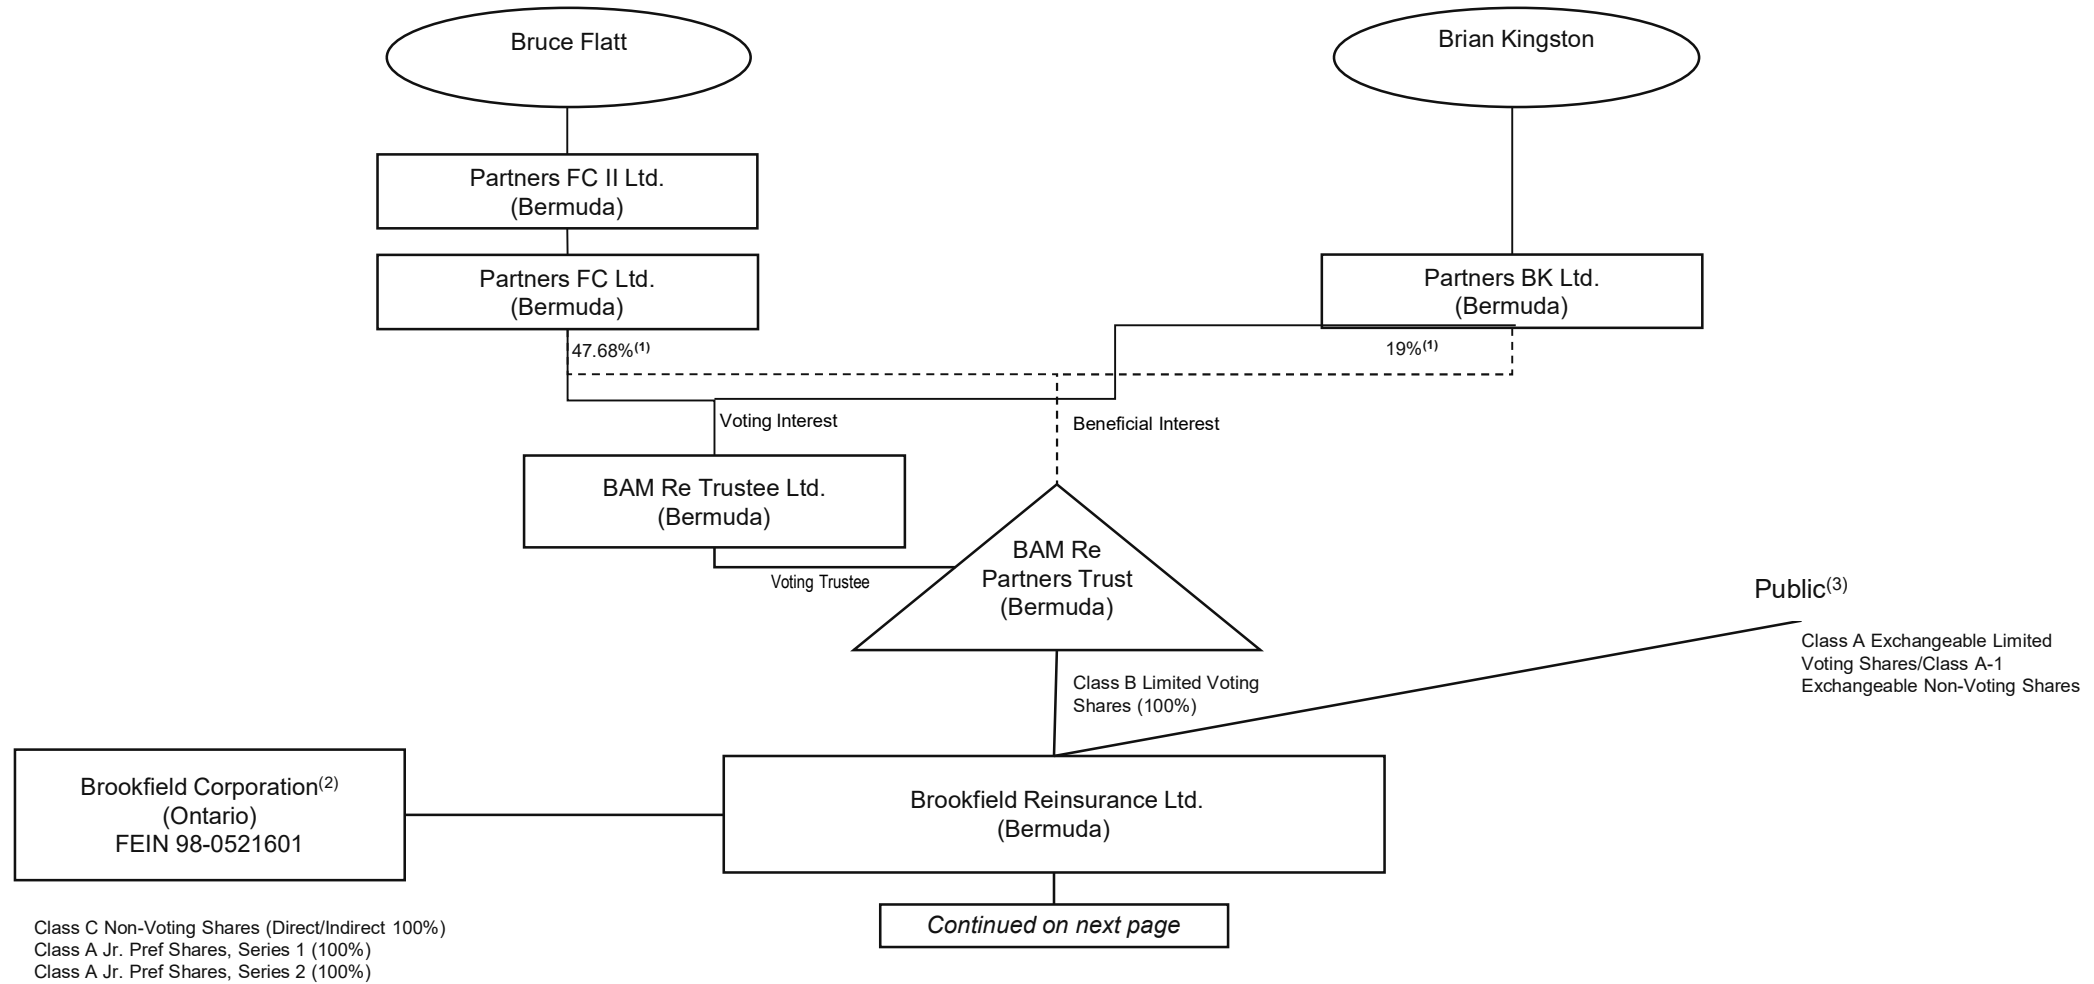 Bruce Flatt
Brian Kingston
Partners FC II Ltd.
(Bermuda)
Partners FC Ltd.
(Bermuda)
Partners BK Ltd.
(Bermuda)
47.68%(1)
19%(1)
Voting Interest
Beneficial Interest
BAM Re Trustee Ltd.
(Bermuda)
BAM Re
Partners Trust
(Bermuda)
Voting Trustee
Public(3)
Class A Exchangeable Limited
Voting Shares/Class A-1
Exchangeable Non-Voting Shares
Class B Limited Voting
Shares (100%)
Brookfield Corporation(2)
(Ontario)
FEIN 98-0521601
Brookfield Reinsurance Ltd.
(Bermuda)
Continued on next page
Class C Non-Voting Shares (Direct/Indirect 100%)
Class A Jr. Pref Shares, Series 1 (100%)
Class A Jr. Pref Shares, Series 2 (100%)